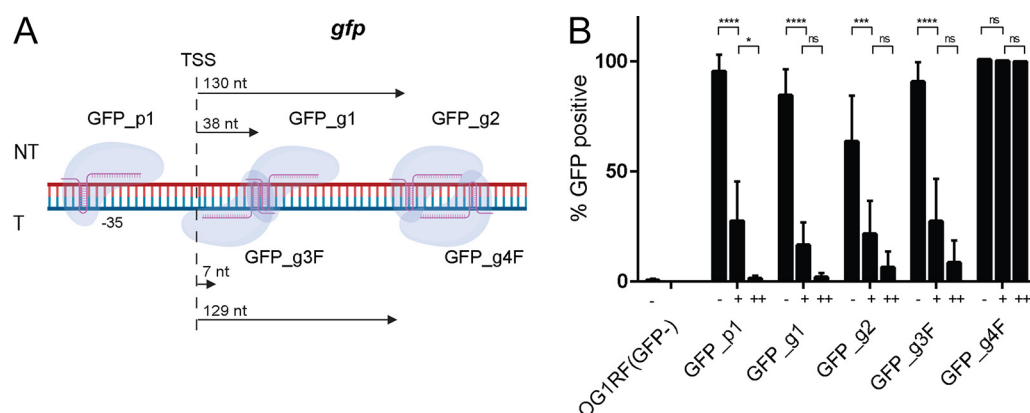 A
gfp
TSS
130 nt
GFP_p1
38 nt
GFP_g1
GFP_g2
NT
T
-35
GFP_g3F
GFP_g4F
7 nt
129 nt
B
**** **** *** **** ns
* ns ns ns ns
% GFP positive
100
50
0
- - + ++ - + ++ - + ++ - + ++ - + ++
OG1RF(GFP-)
GFP_p1
GFP_g1
GFP_g2
GFP_g3F
GFP_g4F